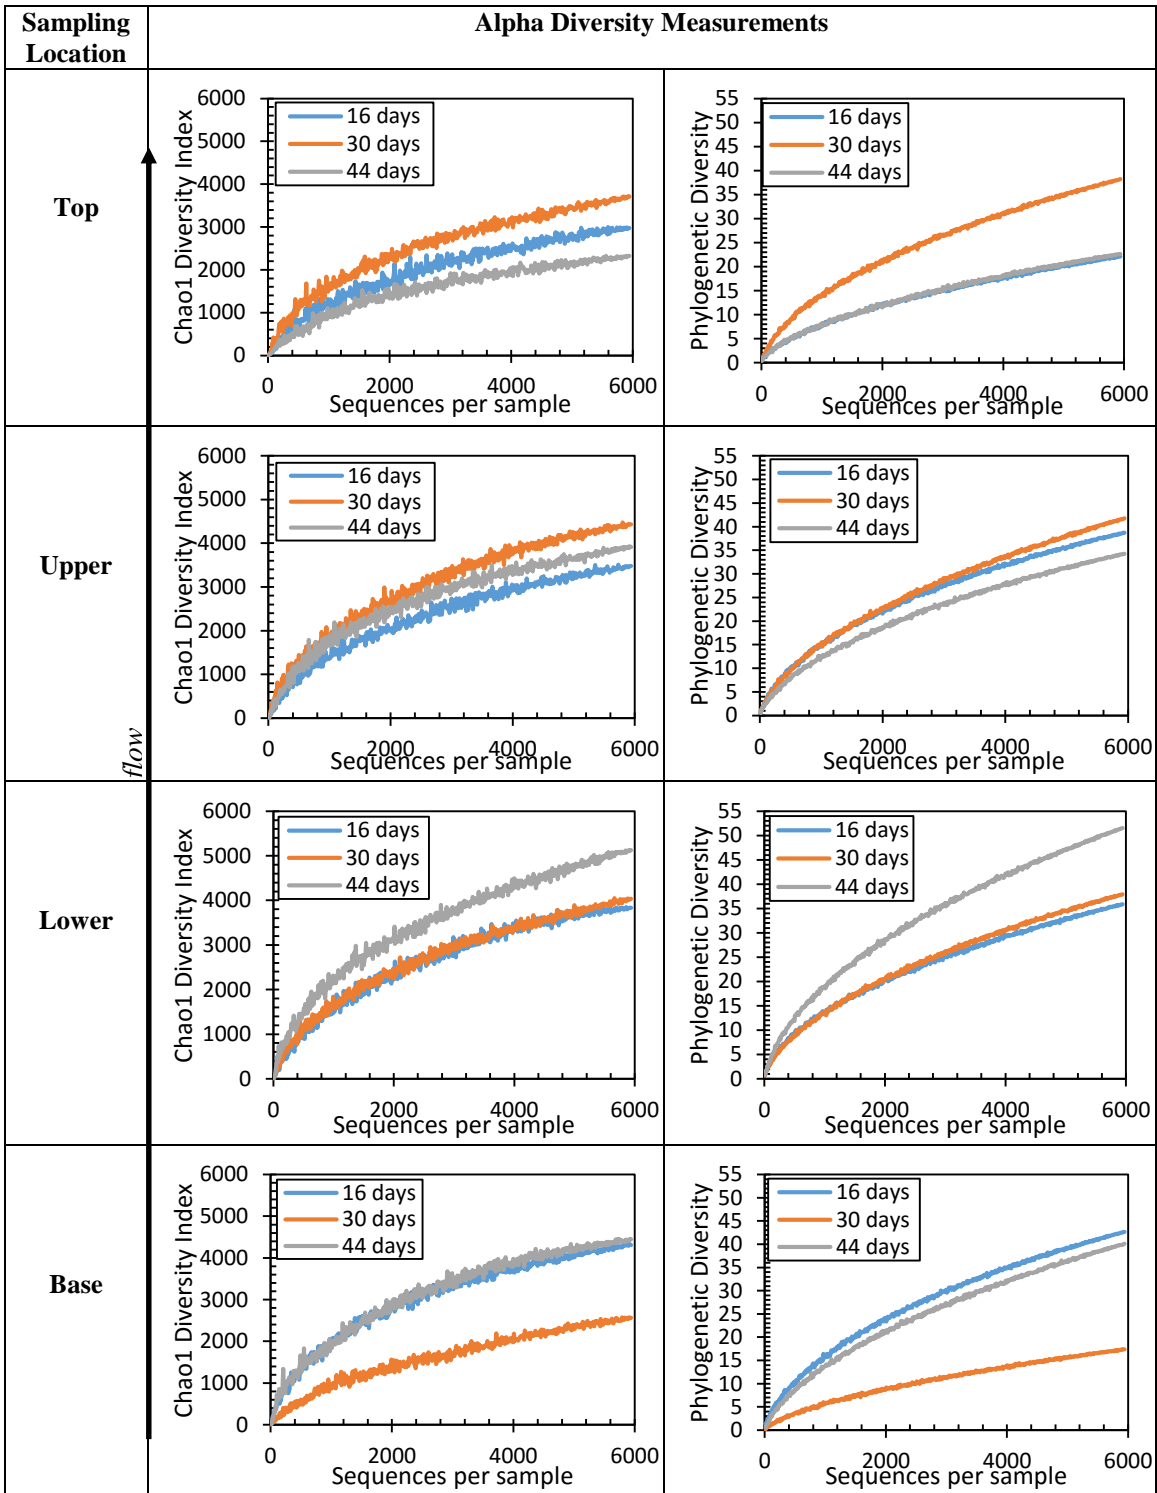 Sampling Location
Alpha Diversity Measurements
Top
flow
Chao1 Diversity Index
6000
5000
4000
3000
2000
1000
0
16 days
30 days
44 days
0 2000 4000 6000
Sequences per sample
Phylogenetic Diversity
55
50
45
40
35
30
25
20
15
10
5
0
16 days
30 days
44 days
0 2000 4000 6000
Sequences per sample
Upper
Chao1 Diversity Index
6000
5000
4000
3000
2000
1000
0
16 days
30 days
44 days
0 2000 4000 6000
Sequences per sample
Phylogenetic Diversity
55
50
45
40
35
30
25
20
15
10
5
0
16 days
30 days
44 days
0 2000 4000 6000
Sequences per sample
Lower
Chao1 Diversity Index
6000
5000
4000
3000
2000
1000
0
16 days
30 days
44 days
0 2000 4000 6000
Sequences per sample
Phylogenetic Diversity
55
50
45
40
35
30
25
20
15
10
5
0
16 days
30 days
44 days
0 2000 4000 6000
Sequences per sample
Base
Chao1 Diversity Index
6000
5000
4000
3000
2000
1000
0
16 days
30 days
44 days
0 2000 4000 6000
Sequences per sample
Phylogenetic Diversity
55
50
45
40
35
30
25
20
15
10
5
0
16 days
30 days
44 days
0 2000 4000 6000
Sequences per sample